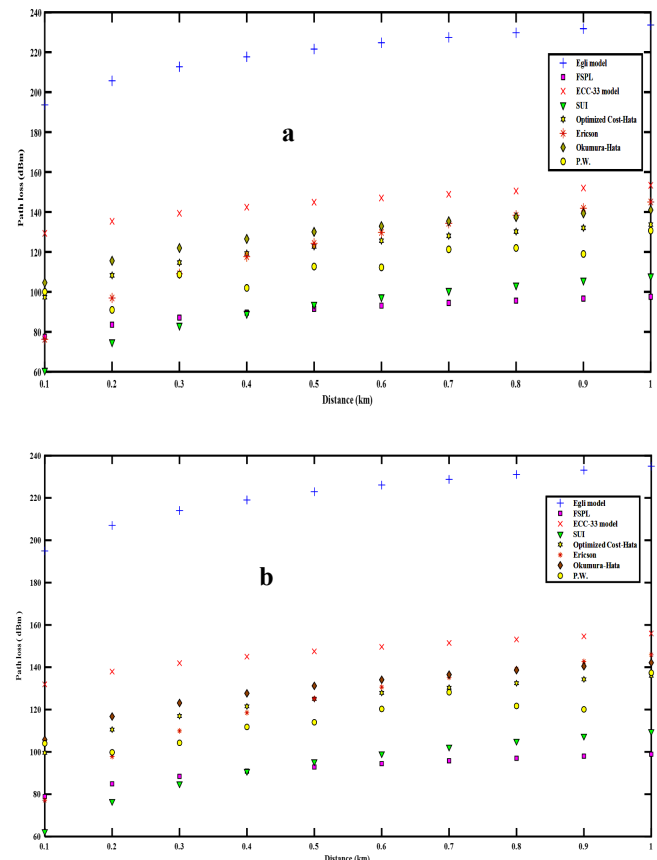 240
220
200
180
160
140
120
100
80
60
Path loss (dBm)
a
Egli model
FSPL
ECC-33 model
SUI
Optimized Cost-Hata
Ericson
Okumura-Hata
P.W.
0.1 0.2 0.3 0.4 0.5 0.6 0.7 0.8 0.9 1
Distance (km)
240
220
200
180
160
140
120
100
80
60
Path loss ( dBm )
b
Egli model
FSPL
ECC-33 model
SUI
Optimized Cost-Hata
Ericson
Okumura-Hata
P.W.
0.1 0.2 0.3 0.4 0.5 0.6 0.7 0.8 0.9 1
Distance (km)